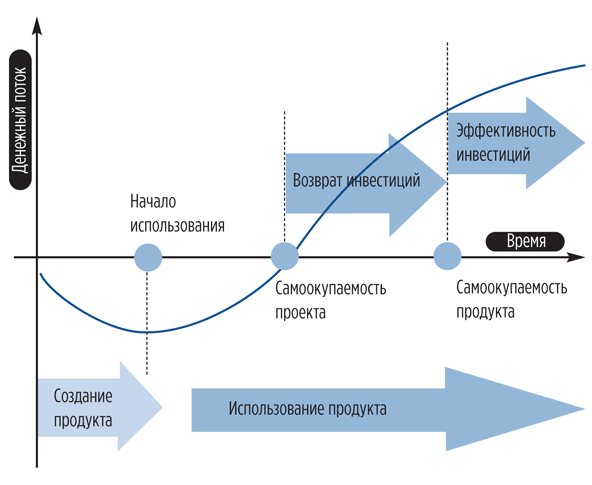 Денежный поток
Эффективность
инвестиций
Возврат инвестиций
Начало
использования
Время
Самоокупаемость
проекта
Самоокупаемость
продукта
Создание
продукта
Использование продукта